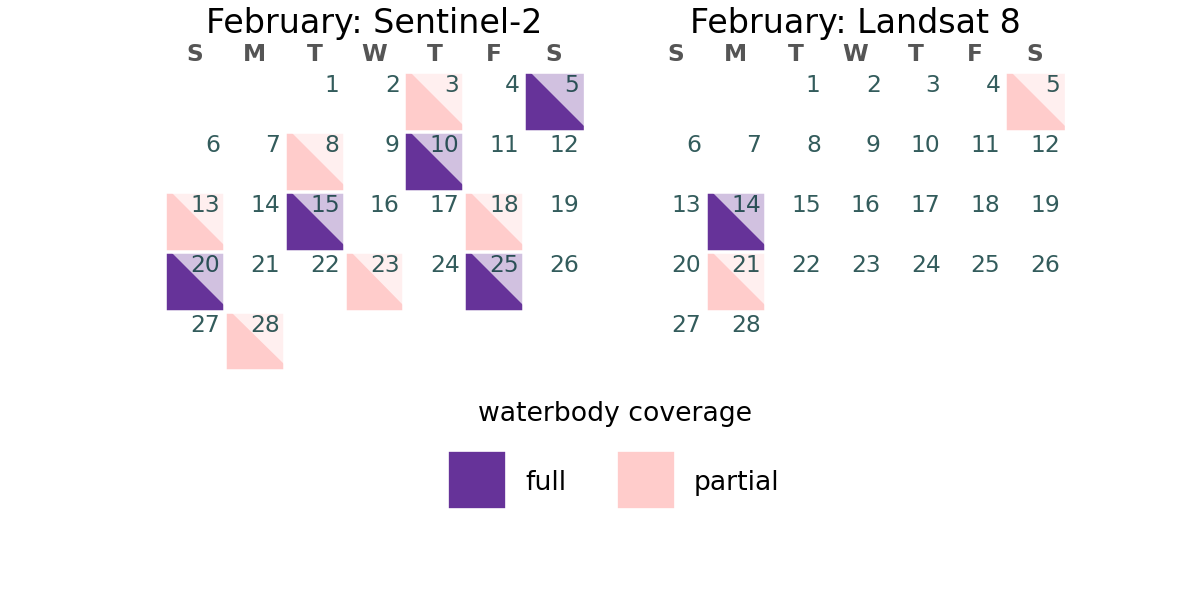 February: Sentinel-2
S M T W T F S
1 2 3 4 5
6 7 8 9 10 11 12
13 14 15 16 17 18 19
20 21 22 23 24 25 26
27 28
February: Landsat 8
S M T W T F S
1 2 3 4 5
6 7 8 9 10 11 12
13 14 15 16 17 18 19
20 21 22 23 24 25 26
27 28
waterbody coverage
full
partial